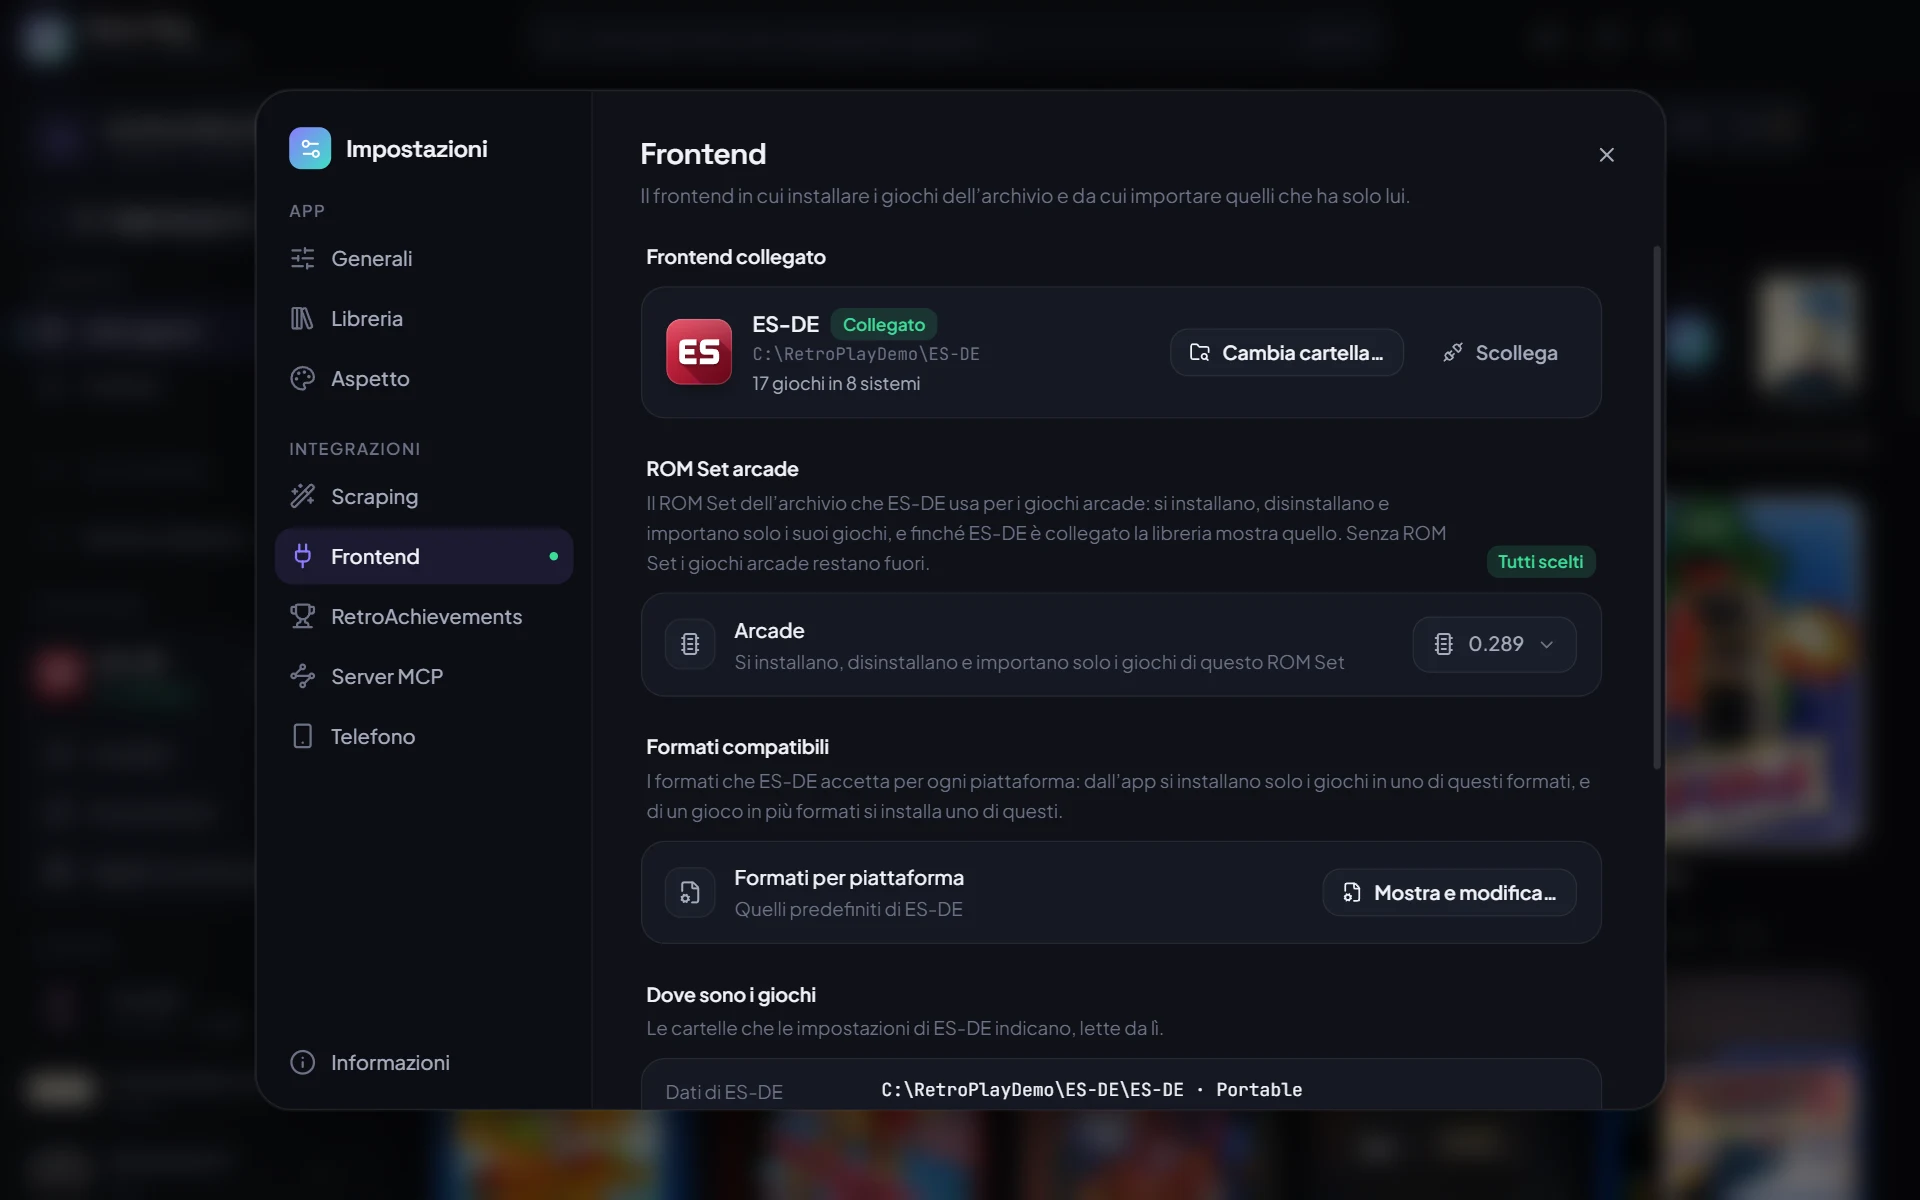 Impostazioni
APP
Generali
Libreria
Aspetto
INTEGRAZIONI
Scraping
Frontend
RetroAchievements
Server MCP
Telefono
Informazioni
Frontend
Il frontend in cui installare i giochi dell’archivio e da cui importare quelli che ha solo lui.
Frontend collegato
ES
ES-DE Collegato
C:\RetroPlayDemo\ES-DE
17 giochi in 8 sistemi
Cambia cartella…
Scollega
ROM Set arcade
Il ROM Set dell’archivio che ES-DE usa per i giochi arcade: si installano, disinstallano e
importano solo i suoi giochi, e finché ES-DE è collegato la libreria mostra quello. Senza ROM
Set i giochi arcade restano fuori.
Tutti scelti
Arcade
Si installano, disinstallano e importano solo i giochi di questo ROM Set
0.289
Formati compatibili
I formati che ES-DE accetta per ogni piattaforma: dall’app si installano solo i giochi in uno di questi formati, e
di un gioco in più formati si installa uno di questi.
Formati per piattaforma
Quelli predefiniti di ES-DE
Mostra e modifica…
Dove sono i giochi
Le cartelle che le impostazioni di ES-DE indicano, lette da lì.
Dati di ES-DE
C:\RetroPlayDemo\ES-DE\ES-DE · Portable